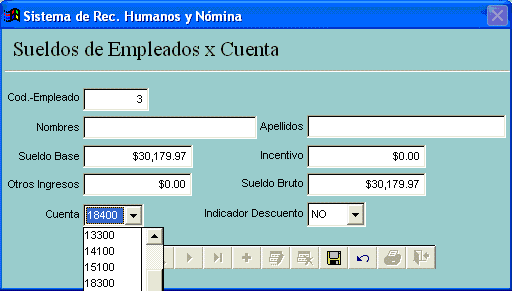 Sistema de Rec. Humanos y Nómina
Sueldos de Empleados x Cuenta
Cod.-Empleado 3
Nombres Apellidos
Sueldo Base $30,179.97 Incentivo $0.00
Otros Ingresos $0.00 Sueldo Bruto $30,179.97
Cuenta 18400 Indicador Descuento NO
13300
14100
15100
18300